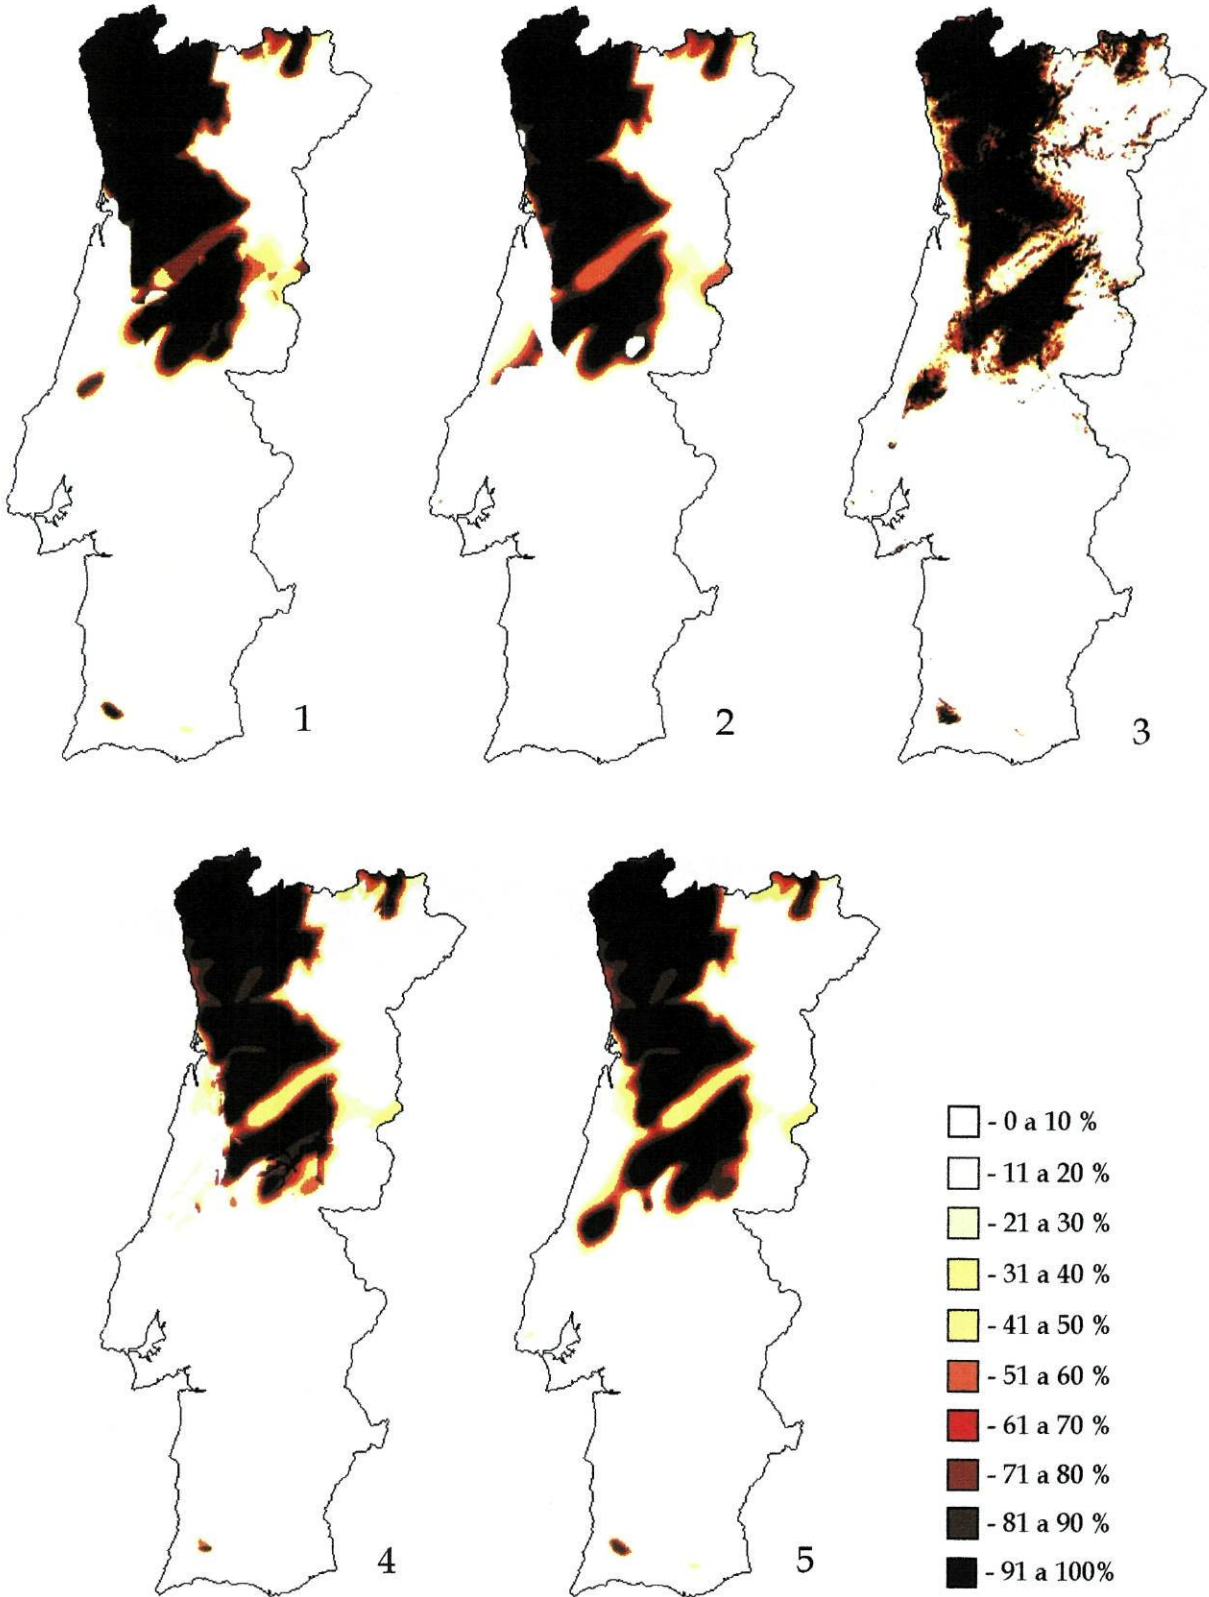 1
2
3
4
5
- 0 a 10 %
- 11 a 20 %
- 21 a 30 %
- 31 a 40 %
- 41 a 50 %
- 51 a 60 %
- 61 a 70 %
- 71 a 80 %
- 81 a 90 %
- 91 a 100%